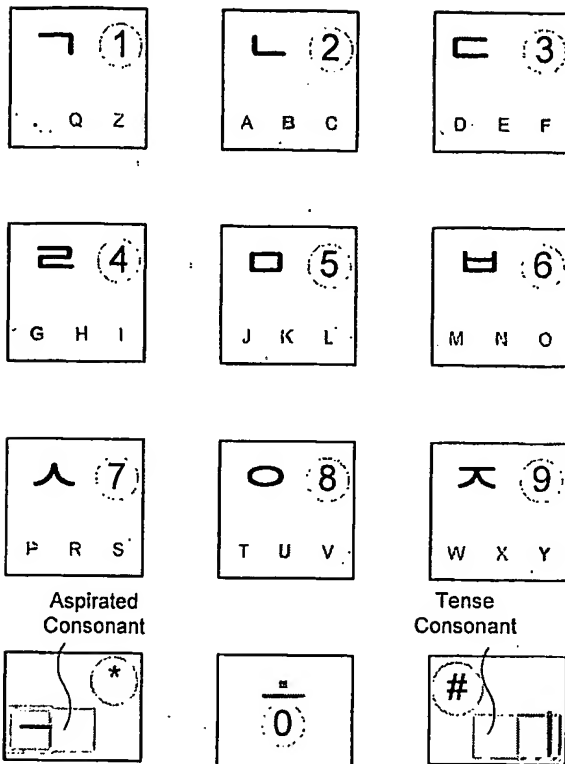 ㄱ 1
Q Z
ㄴ 2
A B C
ㄷ 3
D E F
ㄹ 4
G H I
ㅁ 5
J K L
ㅂ 6
M N O
ㅅ 7
P R S
ㅇ 8
T U V
ㅈ 9
W X Y
Aspirated
Consonant
Tense
Consonant
*
0
#